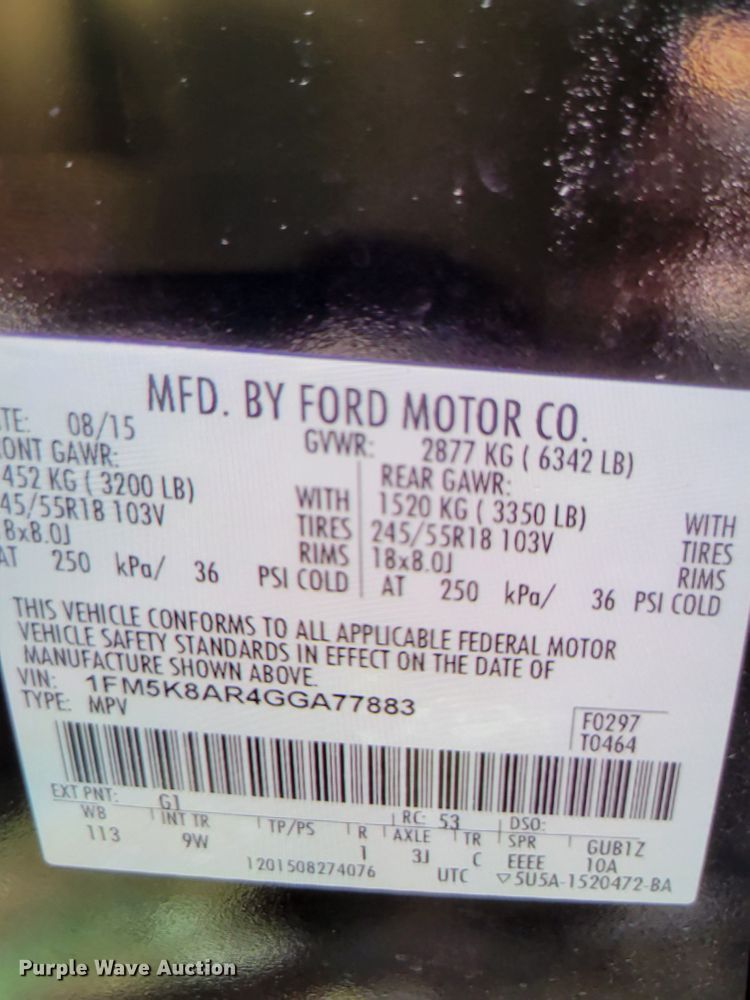 MFD. BY FORD MOTOR CO.
TE: 08/15 GVWR: 2877 KG ( 6342 LB)
ONT GAWR: REAR GAWR:
452 KG ( 3200 LB) WITH 1520 KG ( 3350 LB) WITH
45/55R18 103V TIRES 245/55R18 103V TIRES
8x8.0J RIMS 18x8.0J RIMS
AT 250 kPa/ 36 PSI COLD AT 250 kPa/ 36 PSI COLD
THIS VEHICLE CONFORMS TO ALL APPLICABLE FEDERAL MOTOR
VEHICLE SAFETY STANDARDS IN EFFECT ON THE DATE OF
MANUFACTURE SHOWN ABOVE.
VIN: 1FM5K8AR4GGA77883
TYPE: MPV
F0297
T0464
EXT PNT: G1 RC: 53 DSO:
WB INT TR TP/PS R AXLE TR SPR GUB1Z
113 9W 1 3J C EEEE 10A
1201508274076 UTC ▽5U5A-1520472-BA
Purple Wave Auction